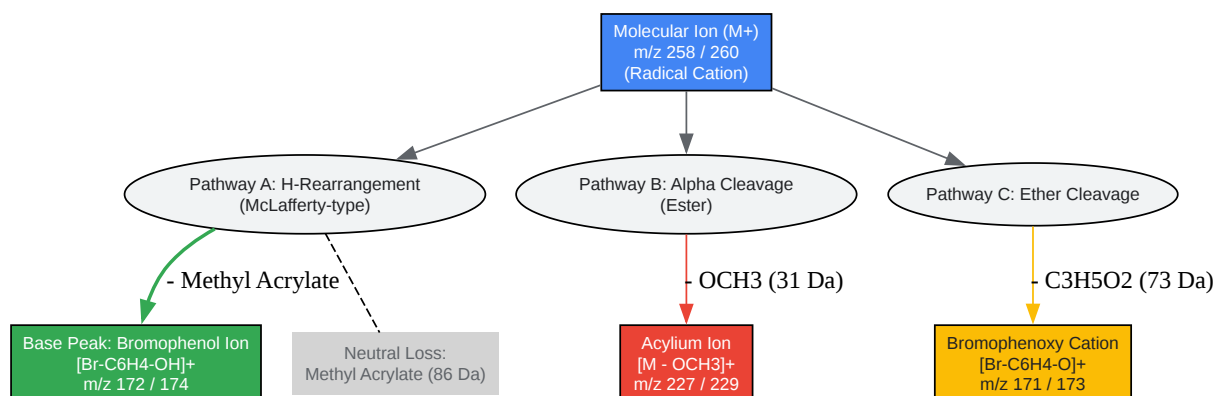 Molecular Ion (M+)
m/z 258 / 260
(Radical Cation)
Pathway A: H-Rearrangement
(McLafferty-type)
Pathway B: Alpha Cleavage
(Ester)
Pathway C: Ether Cleavage
- Methyl Acrylate
- OCH3 (31 Da)
- C3H5O2 (73 Da)
Base Peak: Bromophenol Ion
[Br-C6H4-OH]+
m/z 172 / 174
Neutral Loss:
Methyl Acrylate (86 Da)
Acylium Ion
[M - OCH3]+
m/z 227 / 229
Bromophenoxy Cation
[Br-C6H4-O]+
m/z 171 / 173